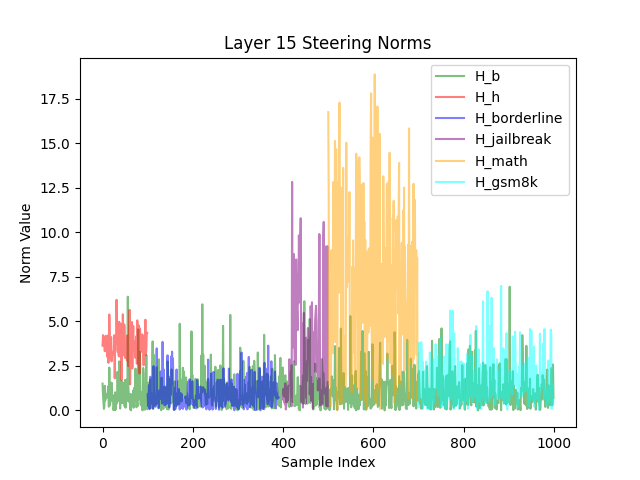 Layer 15 Steering Norms
H_b
H_h
H_borderline
H_jailbreak
H_math
H_gsm8k
Norm Value
17.5
15.0
12.5
10.0
7.5
5.0
2.5
0.0
0
200
400
600
800
1000
Sample Index